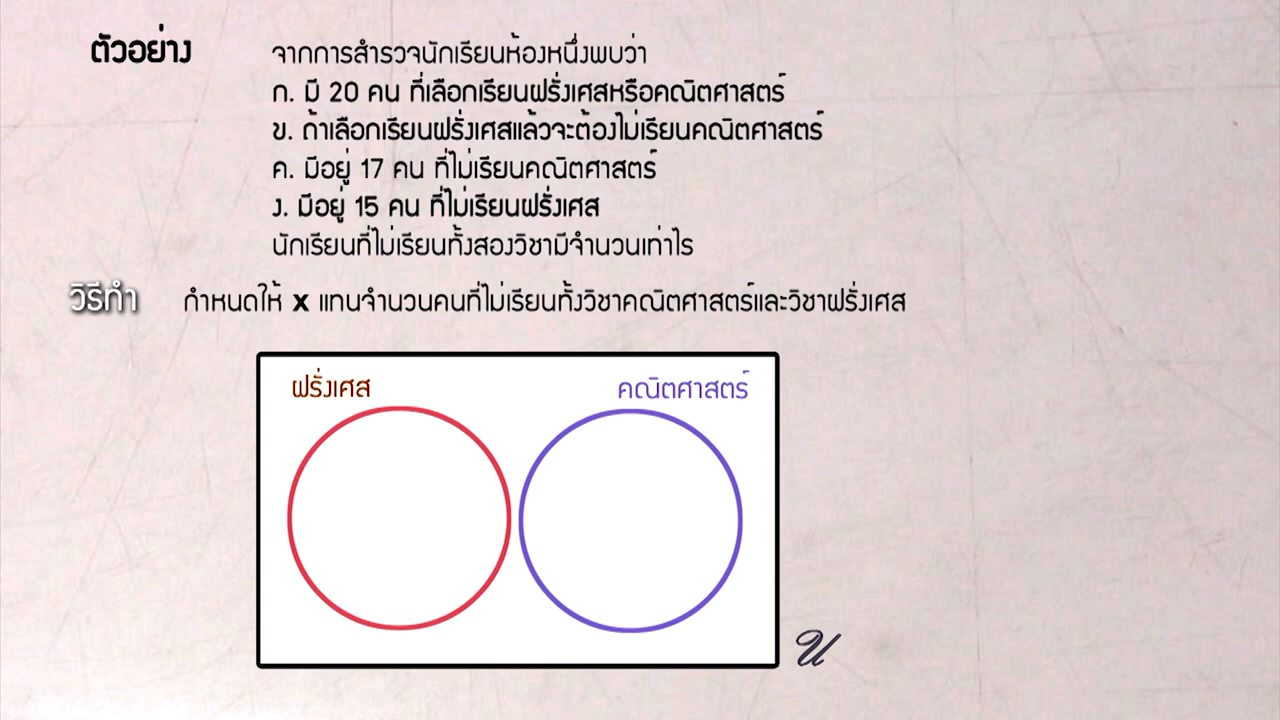 ตัวอย่าง จากการสำรวจนักเรียนห้องหนึ่งพบว่า
ก. มี 20 คน ที่เลือกเรียนฝรั่งเศสหรือคณิตศาสตร์
ข. ถ้าเลือกเรียนฝรั่งเศสแล้วจะต้องไม่เรียนคณิตศาสตร์
ค. มีอยู่ 17 คน ที่ไม่เรียนคณิตศาสตร์
ง. มีอยู่ 15 คน ที่ไม่เรียนฝรั่งเศส
นักเรียนที่ไม่เรียนทั้งสองวิชามีจำนวนเท่าไร
วิธีทำ กำหนดให้ x แทนจำนวนคนที่ไม่เรียนทั้งวิชาคณิตศาสตร์และวิชาฝรั่งเศส
ฝรั่งเศส คณิตศาสตร์
U